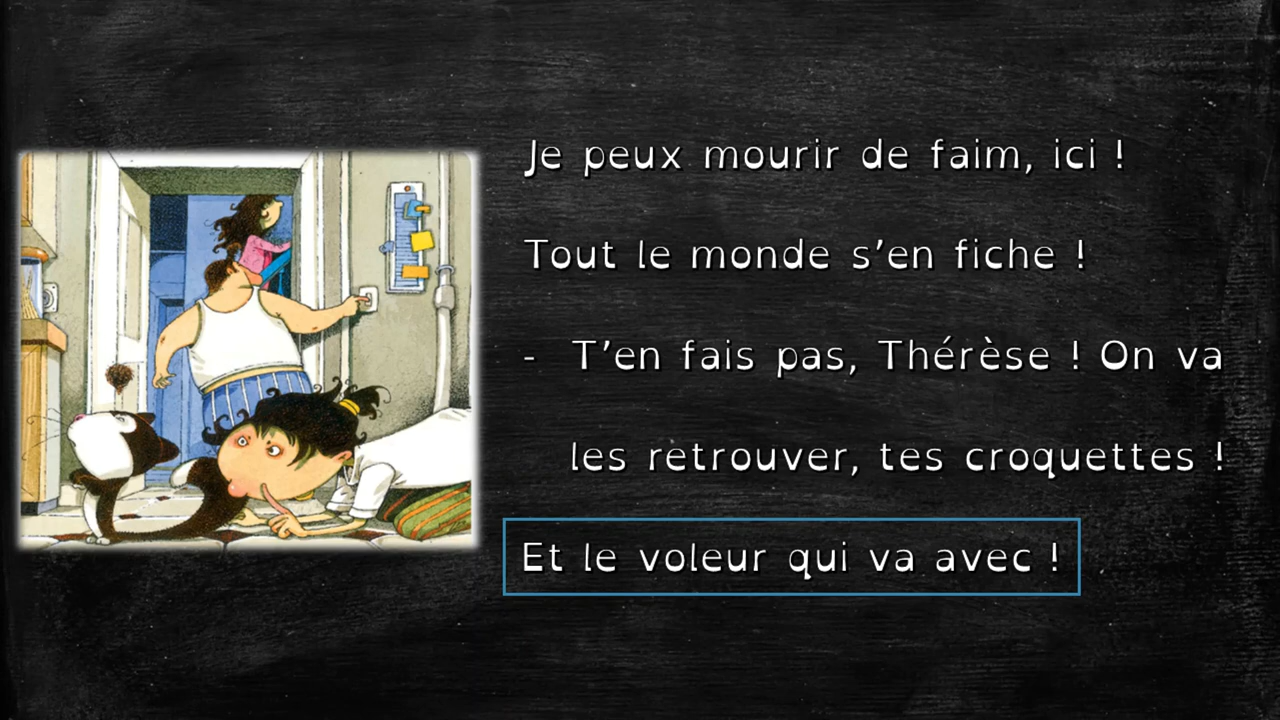 Je peux mourir de faim, ici !
Tout le monde s’en fiche !
- T’en fais pas, Thérèse ! On va
les retrouver, tes croquettes !
Et le voleur qui va avec !